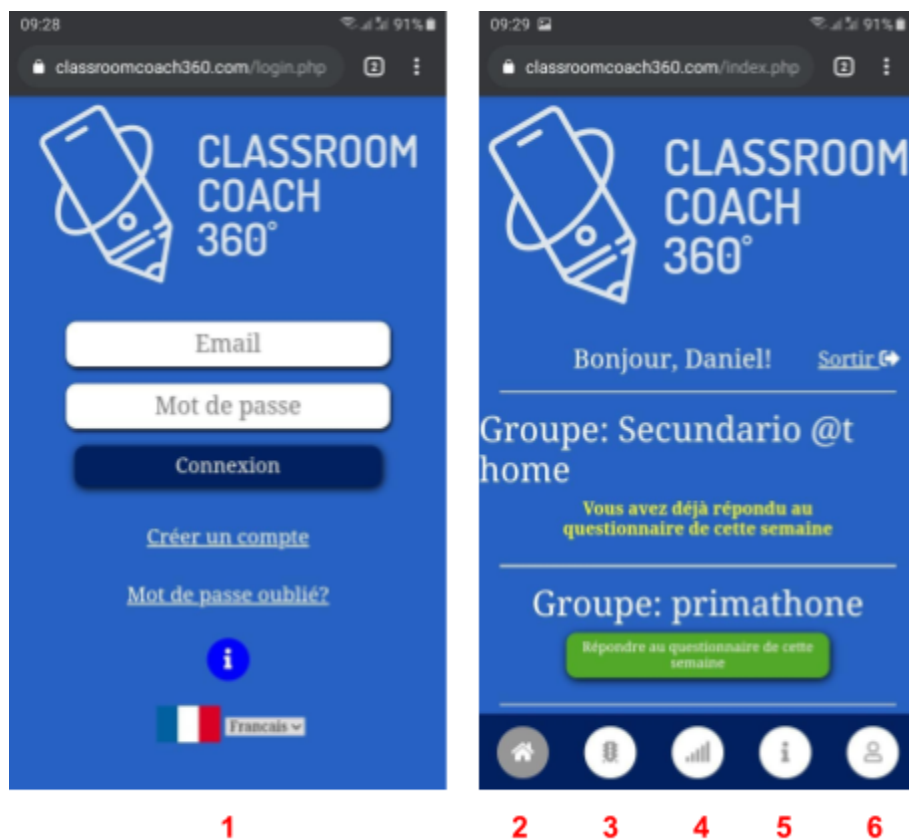 09:28
91%
classroomcoach360.com/login.php
2
CLASSROOM
COACH
360°
Email
Mot de passe
Connexion
Créer un compte
Mot de passe oublié?
i
Francais
1
09:29
91%
classroomcoach360.com/index.php
2
CLASSROOM
COACH
360°
Bonjour, Daniel!
Sortir
Groupe: Secundario @t
home
Vous avez déjà répondu au
questionnaire de cette semaine
Groupe: primathone
Répondre au questionnaire de cette
semaine
i
2 3 4 5 6